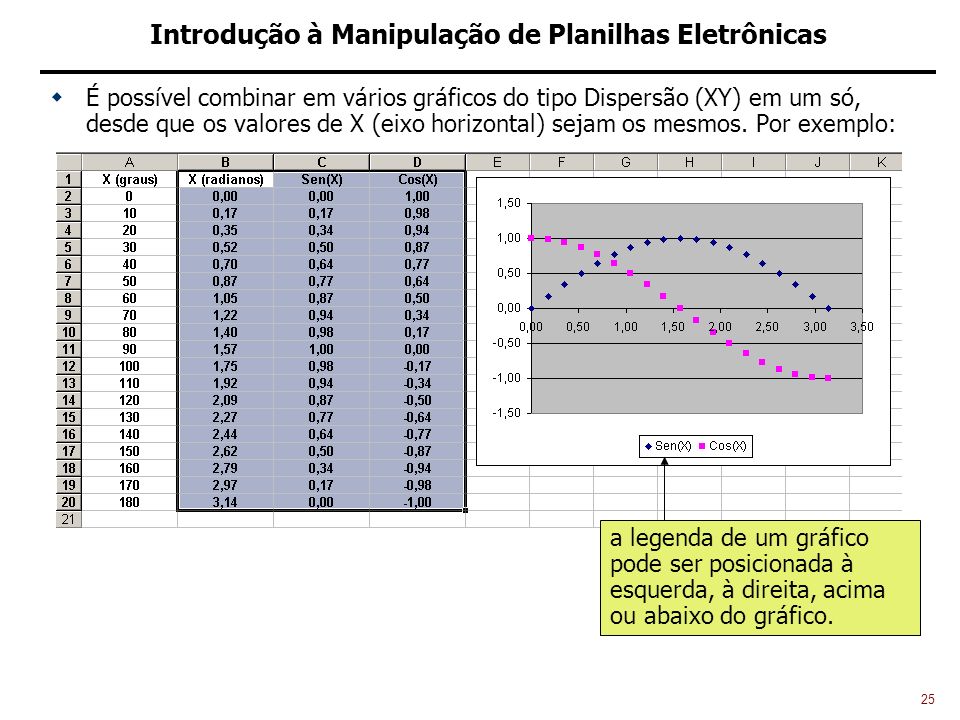 Introdução à Manipulação de Planilhas Eletrônicas
É possível combinar em vários gráficos do tipo Dispersão (XY) em um só,
desde que os valores de X (eixo horizontal) sejam os mesmos. Por exemplo:
A B C D E F G H I J K
1 X (graus) X (radianos) Sen(X) Cos(X)
2 0 0,00 0,00 1,00
3 10 0,17 0,17 0,98
4 20 0,35 0,34 0,94
5 30 0,52 0,50 0,87
6 40 0,70 0,64 0,77
7 50 0,87 0,77 0,64
8 60 1,05 0,87 0,50
9 70 1,22 0,94 0,34
10 80 1,40 0,98 0,17
11 90 1,57 1,00 0,00
12 100 1,75 0,98 -0,17
13 110 1,92 0,94 -0,34
14 120 2,09 0,87 -0,50
15 130 2,27 0,77 -0,64
16 140 2,44 0,64 -0,77
17 150 2,62 0,50 -0,87
18 160 2,79 0,34 -0,94
19 170 2,97 0,17 -0,98
20 180 3,14 0,00 -1,00
21
1,50
1,00
0,50
0,00
0,00 0,50 1,00 1,50 2,00 2,50 3,00 3,50
-0,50
-1,00
-1,50
Sen(X) Cos(X)
a legenda de um gráfico
pode ser posicionada à
esquerda, à direita, acima
ou abaixo do gráfico.
25